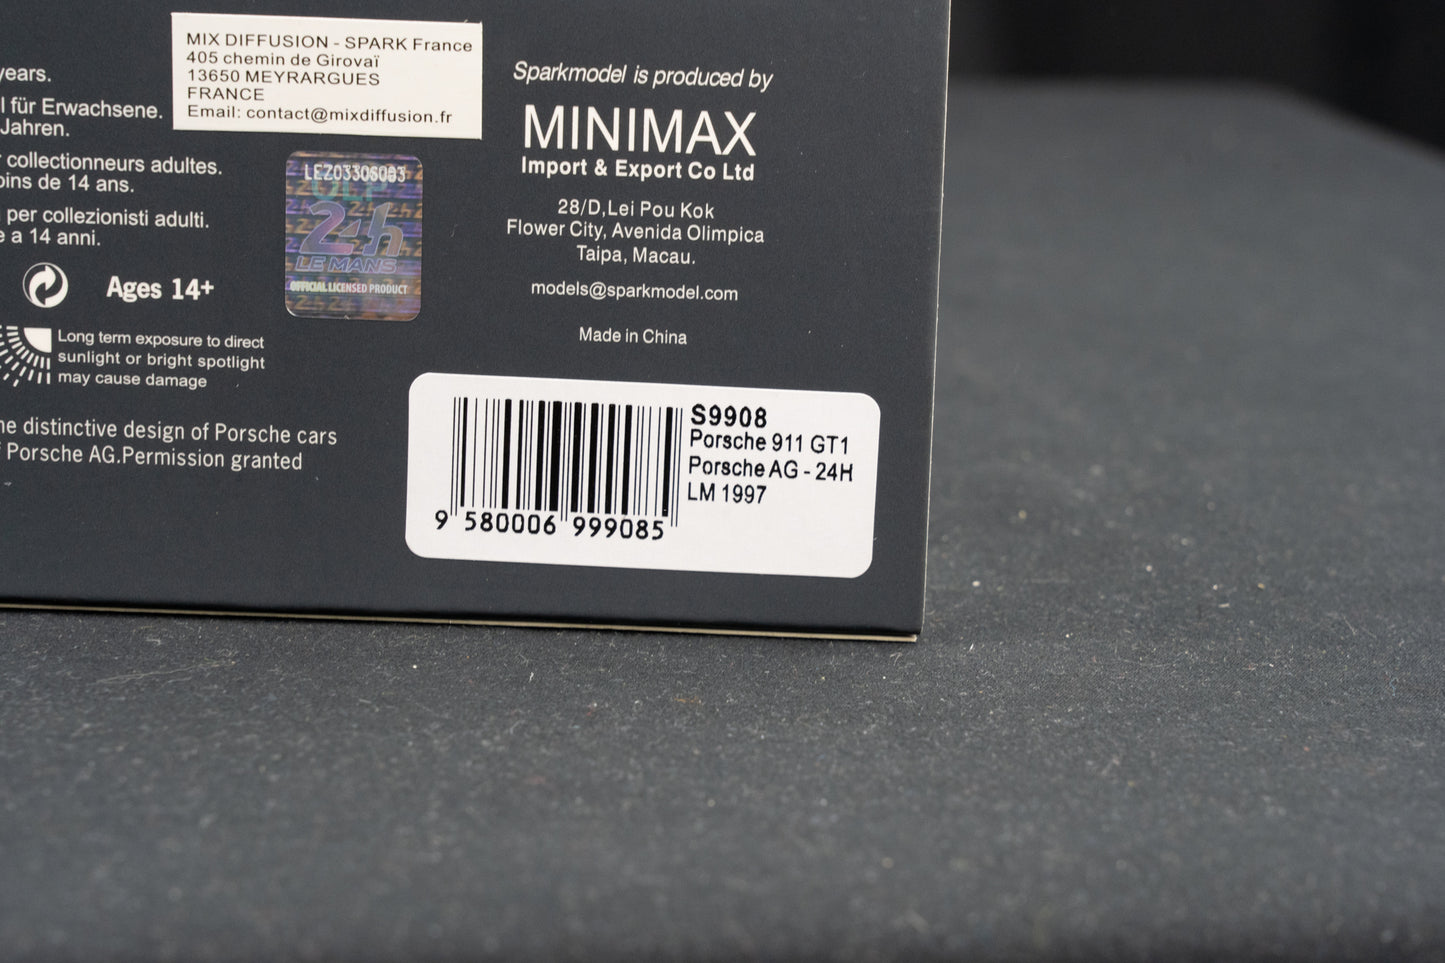 MIX DIFFUSION - SPARK France
405 chemin de Girovaï
13650 MEYRARGUES
FRANCE
Email: contact@mixdiffusion.fr
years.
l für Erwachsene.
Jahren.
collectionneurs adultes.
oins de 14 ans.
per collezionisti adulti.
e a 14 anni.
Ages 14+
Long term exposure to direct
sunlight or bright spotlight
may cause damage
ne distinctive design of Porsche cars
f Porsche AG.Permission granted
24h
LE MANS
OFFICIAL LICENSED PRODUCT
Sparkmodel is produced by
MINIMAX
Import & Export Co Ltd
28/D,Lei Pou Kok
Flower City, Avenida Olimpica
Taipa, Macau.
models@sparkmodel.com
Made in China
S9908
Porsche 911 GT1
Porsche AG - 24H
LM 1997
9 580006 999085